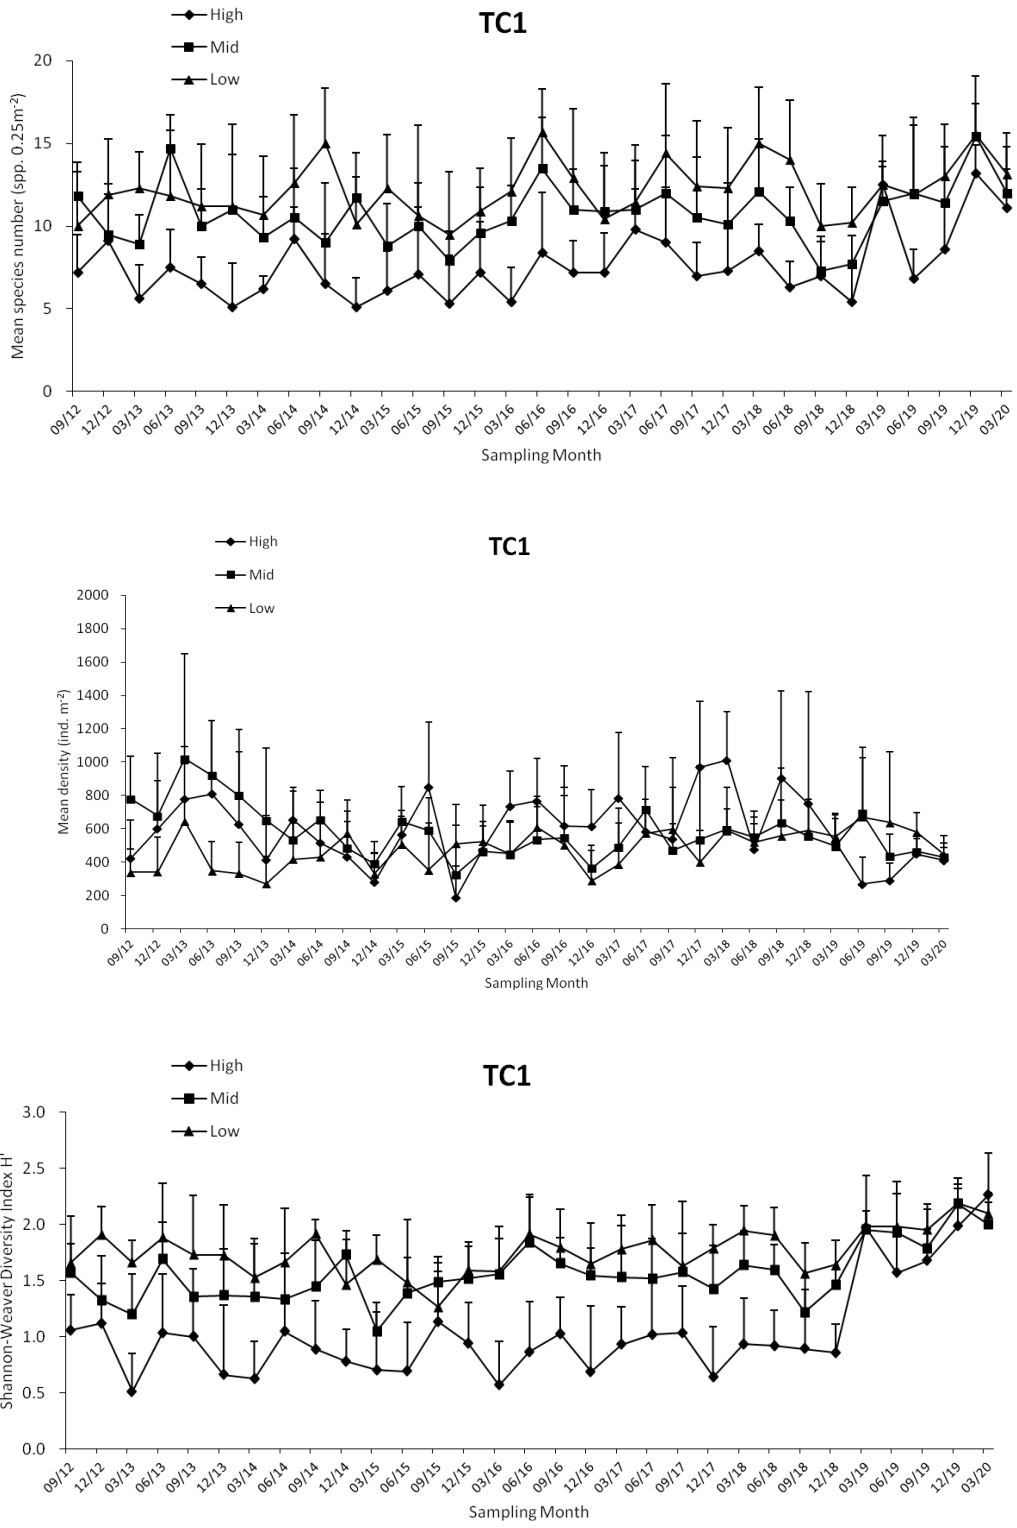 TC1
High
Mid
Low
Mean species number (spp. 0.25m-2)
20
15
10
5
0
09/12 12/12 03/13 06/13 09/13 12/13 03/14 06/14 09/14 12/14 03/15 06/15 09/15 12/15 03/16 06/16 09/16 12/16 03/17 06/17 09/17 12/17 03/18 06/18 09/18 12/18 03/19 06/19 09/19 12/19 03/20
Sampling Month
TC1
High
Mid
Low
Mean density (ind. m-2)
2000
1800
1600
1400
1200
1000
800
600
400
200
0
09/12 12/12 03/13 06/13 09/13 12/13 03/14 06/14 09/14 12/14 03/15 06/15 09/15 12/15 03/16 06/16 09/16 12/16 03/17 06/17 09/17 12/17 03/18 06/18 09/18 12/18 03/19 06/19 09/19 12/19 03/20
Sampling Month
TC1
High
Mid
Low
Shannon-Weaver Diversity Index H'
3.0
2.5
2.0
1.5
1.0
0.5
0.0
09/12 12/12 03/13 06/13 09/13 12/13 03/14 06/14 09/14 12/14 03/15 06/15 09/15 12/15 03/16 06/16 09/16 12/16 03/17 06/17 09/17 12/17 03/18 06/18 09/18 12/18 03/19 06/19 09/19 12/19 03/20
Sampling Month